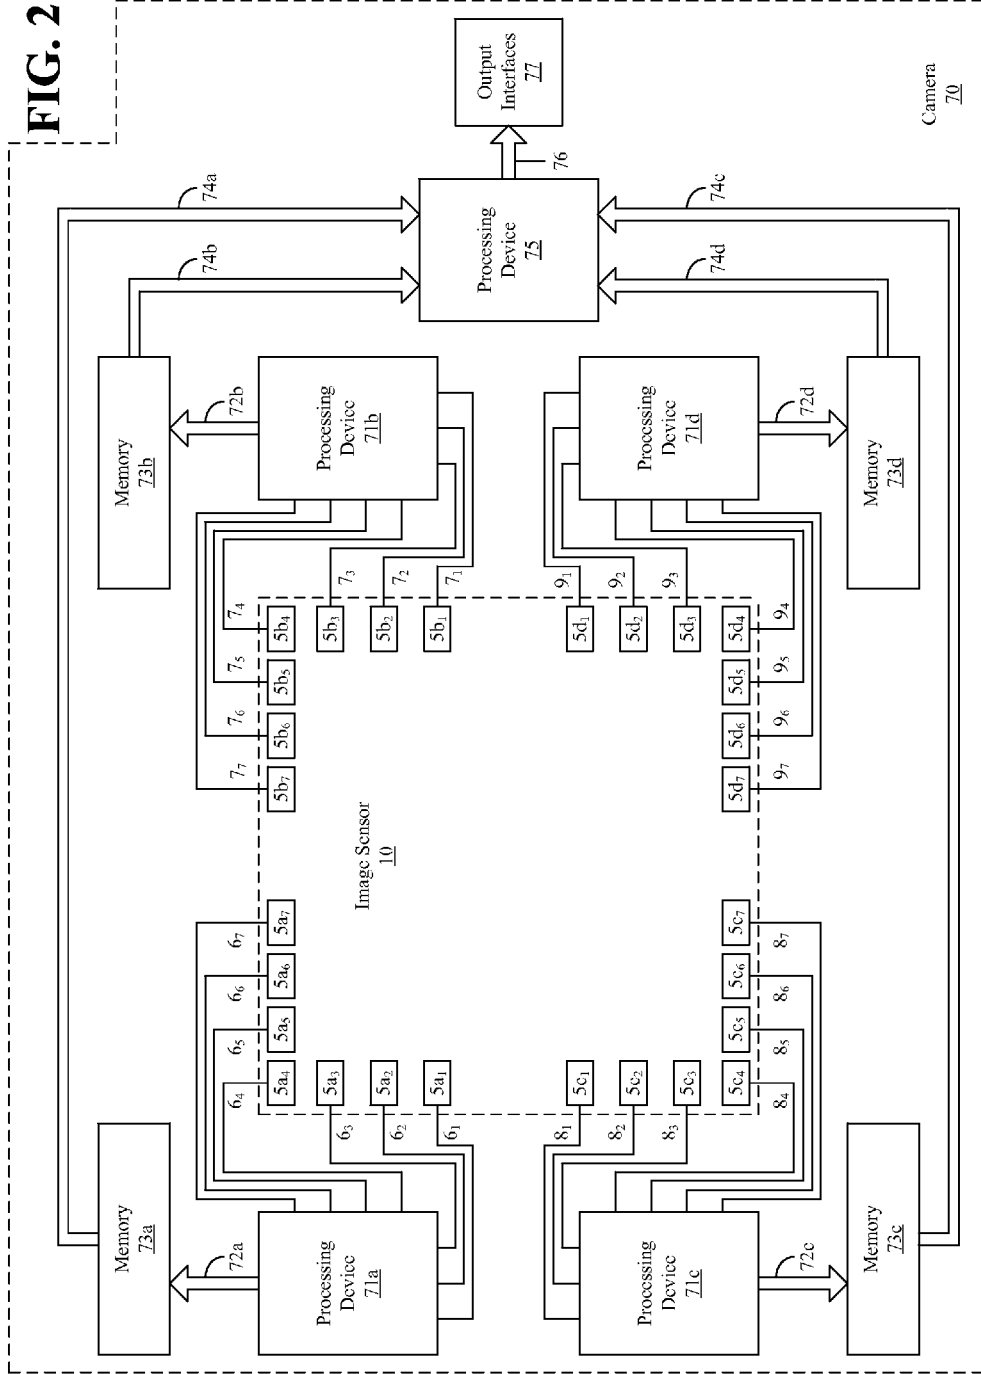 FIG. 2
Memory
73a
Memory
73b
74a
74b
72a
72b
Processing
Device
71a
Processing
Device
71b
6₄
6₅
6₆
6₇
7₇
7₆
7₅
7₄
5a₄
5a₅
5a₆
5a₇
5b₇
5b₆
5b₅
5b₄
6₃
5a₃
5b₃
7₃
6₂
5a₂
5b₂
7₂
6₁
5a₁
5b₁
7₁
Image Sensor
10
Processing
Device
75
76
Output
Interfaces
77
8₁
5c₁
5d₁
9₁
8₂
5c₂
5d₂
9₂
8₃
5c₃
5d₃
9₃
5c₄
5c₅
5c₆
5c₇
5d₇
5d₆
5d₅
5d₄
8₄
8₅
8₆
8₇
9₇
9₆
9₅
9₄
Processing
Device
71c
Processing
Device
71d
72c
72d
74d
74c
Memory
73c
Memory
73d
Camera
70